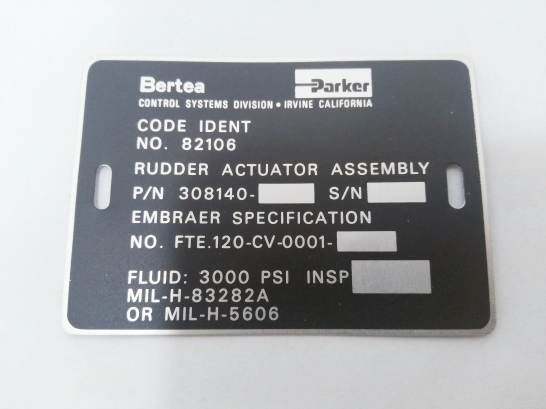 Bertea Parker
CONTROL SYSTEMS DIVISION • IRVINE CALIFORNIA
CODE IDENT
NO. 82106
RUDDER ACTUATOR ASSEMBLY
P/N 308140- S/N
EMBRAER SPECIFICATION
NO. FTE.120-CV-0001-
FLUID: 3000 PSI INSP
MIL-H-83282A
OR MIL-H-5606